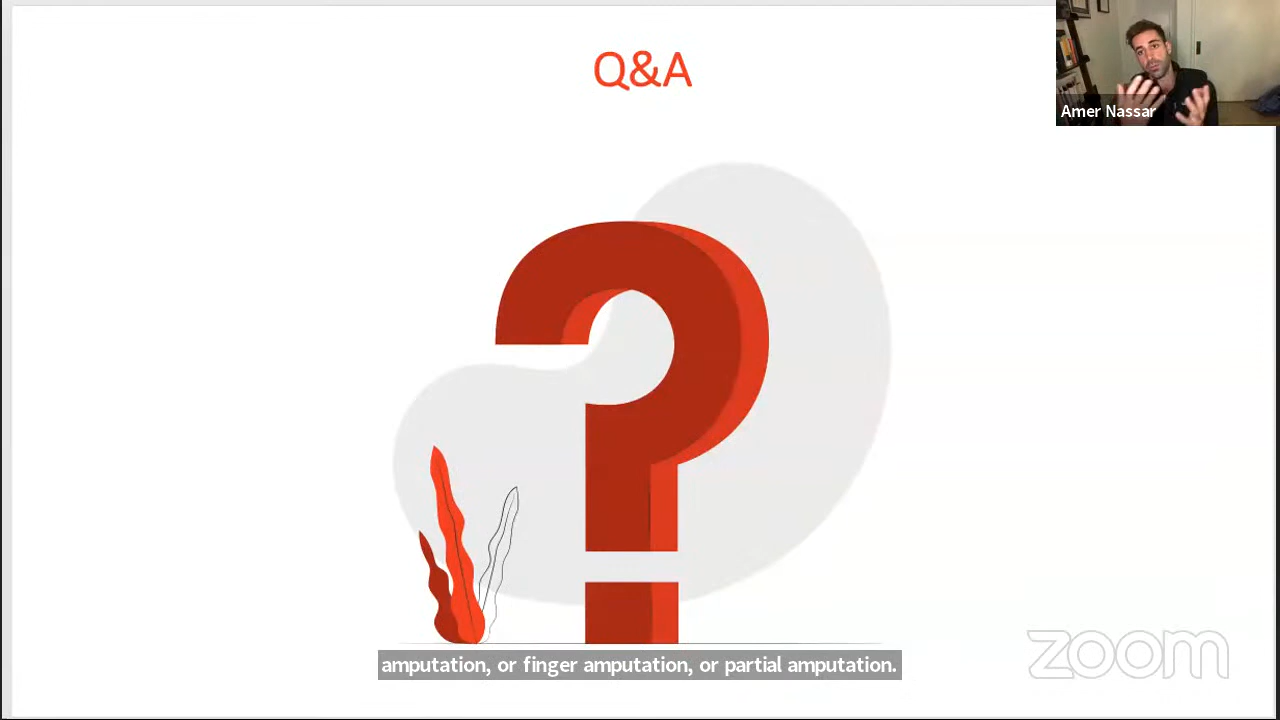 Q&A
Amer Nassar
amputation, or finger amputation, or partial amputation.
zoom